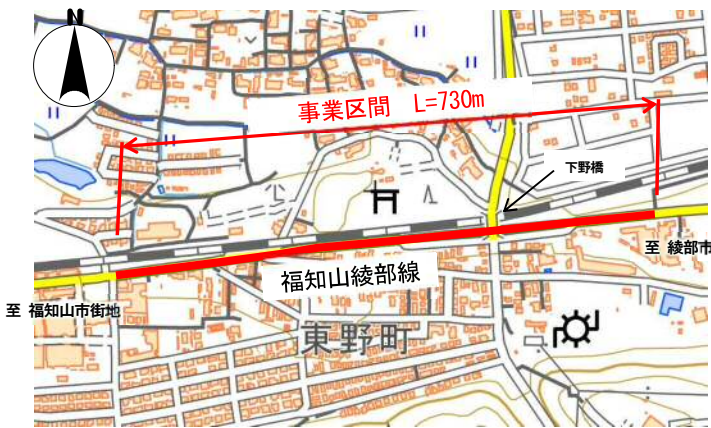 N
事業区間 L=730m
下野橋
至 綾部市
福知山綾部線
至 福知山市街地
東野町